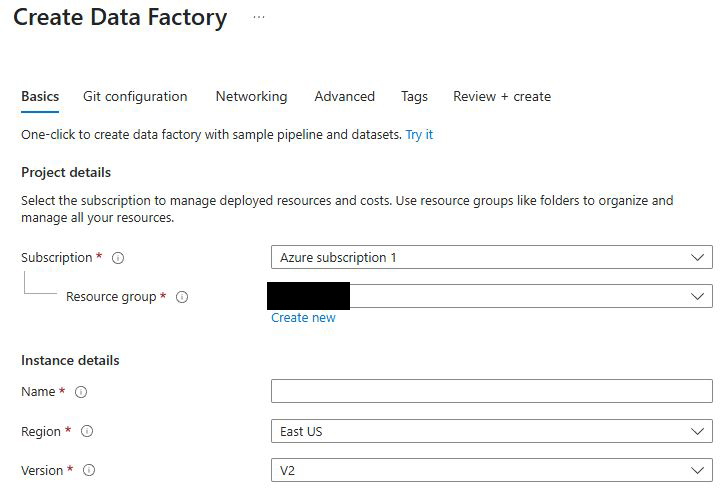 Create Data Factory ...
Basics Git configuration Networking Advanced Tags Review + create
One-click to create data factory with sample pipeline and datasets. Try it
Project details
Select the subscription to manage deployed resources and costs. Use resource groups like folders to organize and
manage all your resources.
Subscription * Azure subscription 1
Resource group *
Create new
Instance details
Name *
Region * East US
Version * V2